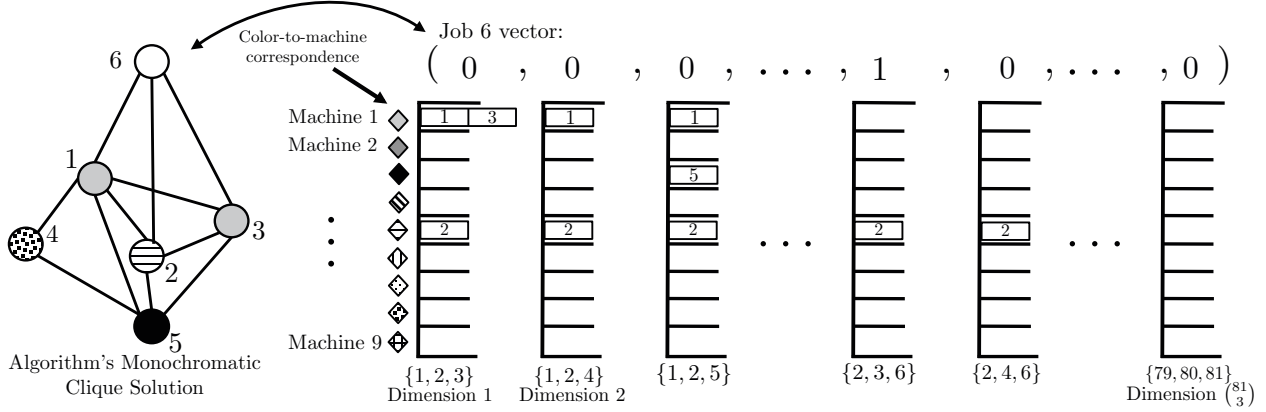 Job 6 vector:
Color-to-machine
correspondence
( 0 , 0 , 0 , ... , 1 , 0 , ... , 0 )
6
1
3
4
2
5
Algorithm's Monochromatic
Clique Solution
Machine 1
Machine 2
Machine 9
1 3 1 1
5
2 2 2 2 2
{1, 2, 3} {1, 2, 4} {1, 2, 5} {2, 3, 6} {2, 4, 6} {79, 80, 81}
Dimension 1 Dimension 2 Dimension (81 3)